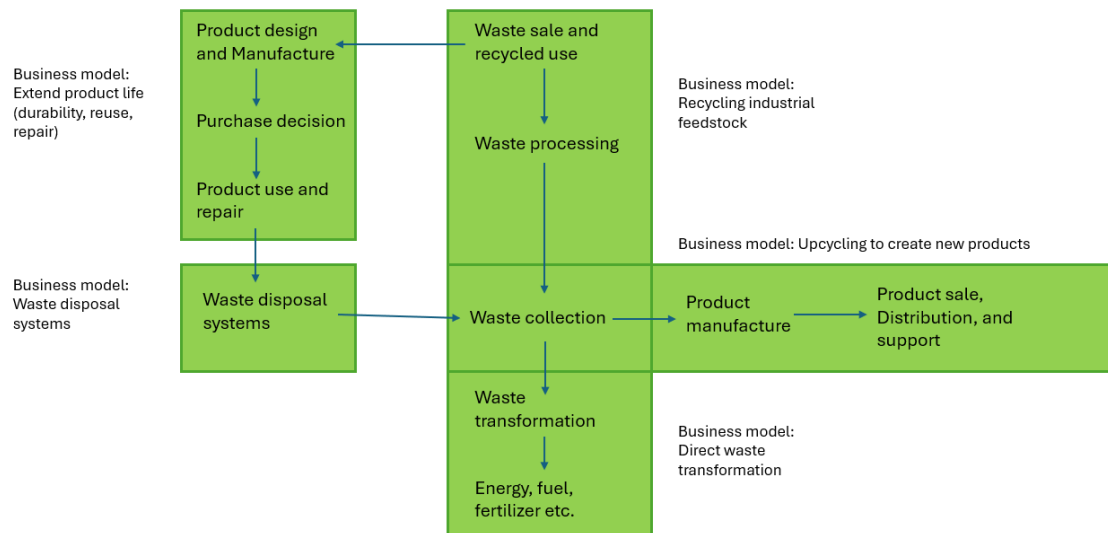 Product design
and Manufacture
Waste sale and
recycled use
Business model:
Extend product life
(durability, reuse,
repair)
Business model:
Recycling industrial
feedstock
Purchase decision
Waste processing
Product use and
repair
Business model: Upcycling to create new products
Business model:
Waste disposal
systems
Waste disposal
systems
Waste collection
Product
manufacture
Product sale,
Distribution, and
support
Waste
transformation
Business model:
Direct waste
transformation
Energy, fuel,
fertilizer etc.